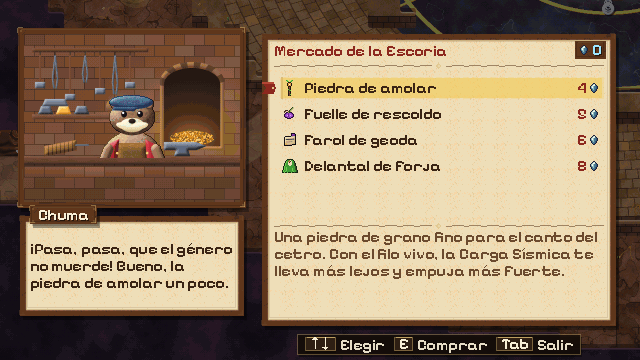 Mercado de la Escoria
0
Piedra de amolar 4
Fuelle de rescoldo 5
Farol de geoda 6
Delantal de Forja 8
Chuma
¡Pasa, pasa, que el género
no muerde! Bueno, la
piedra de amolar un poco.
Una piedra de grano fino para el canto del
cetro. Con el filo vivo, la Carga Sísmica te
lleva más lejos y empuja más fuerte.
↑↓ Elegir E Comprar Tab Salir